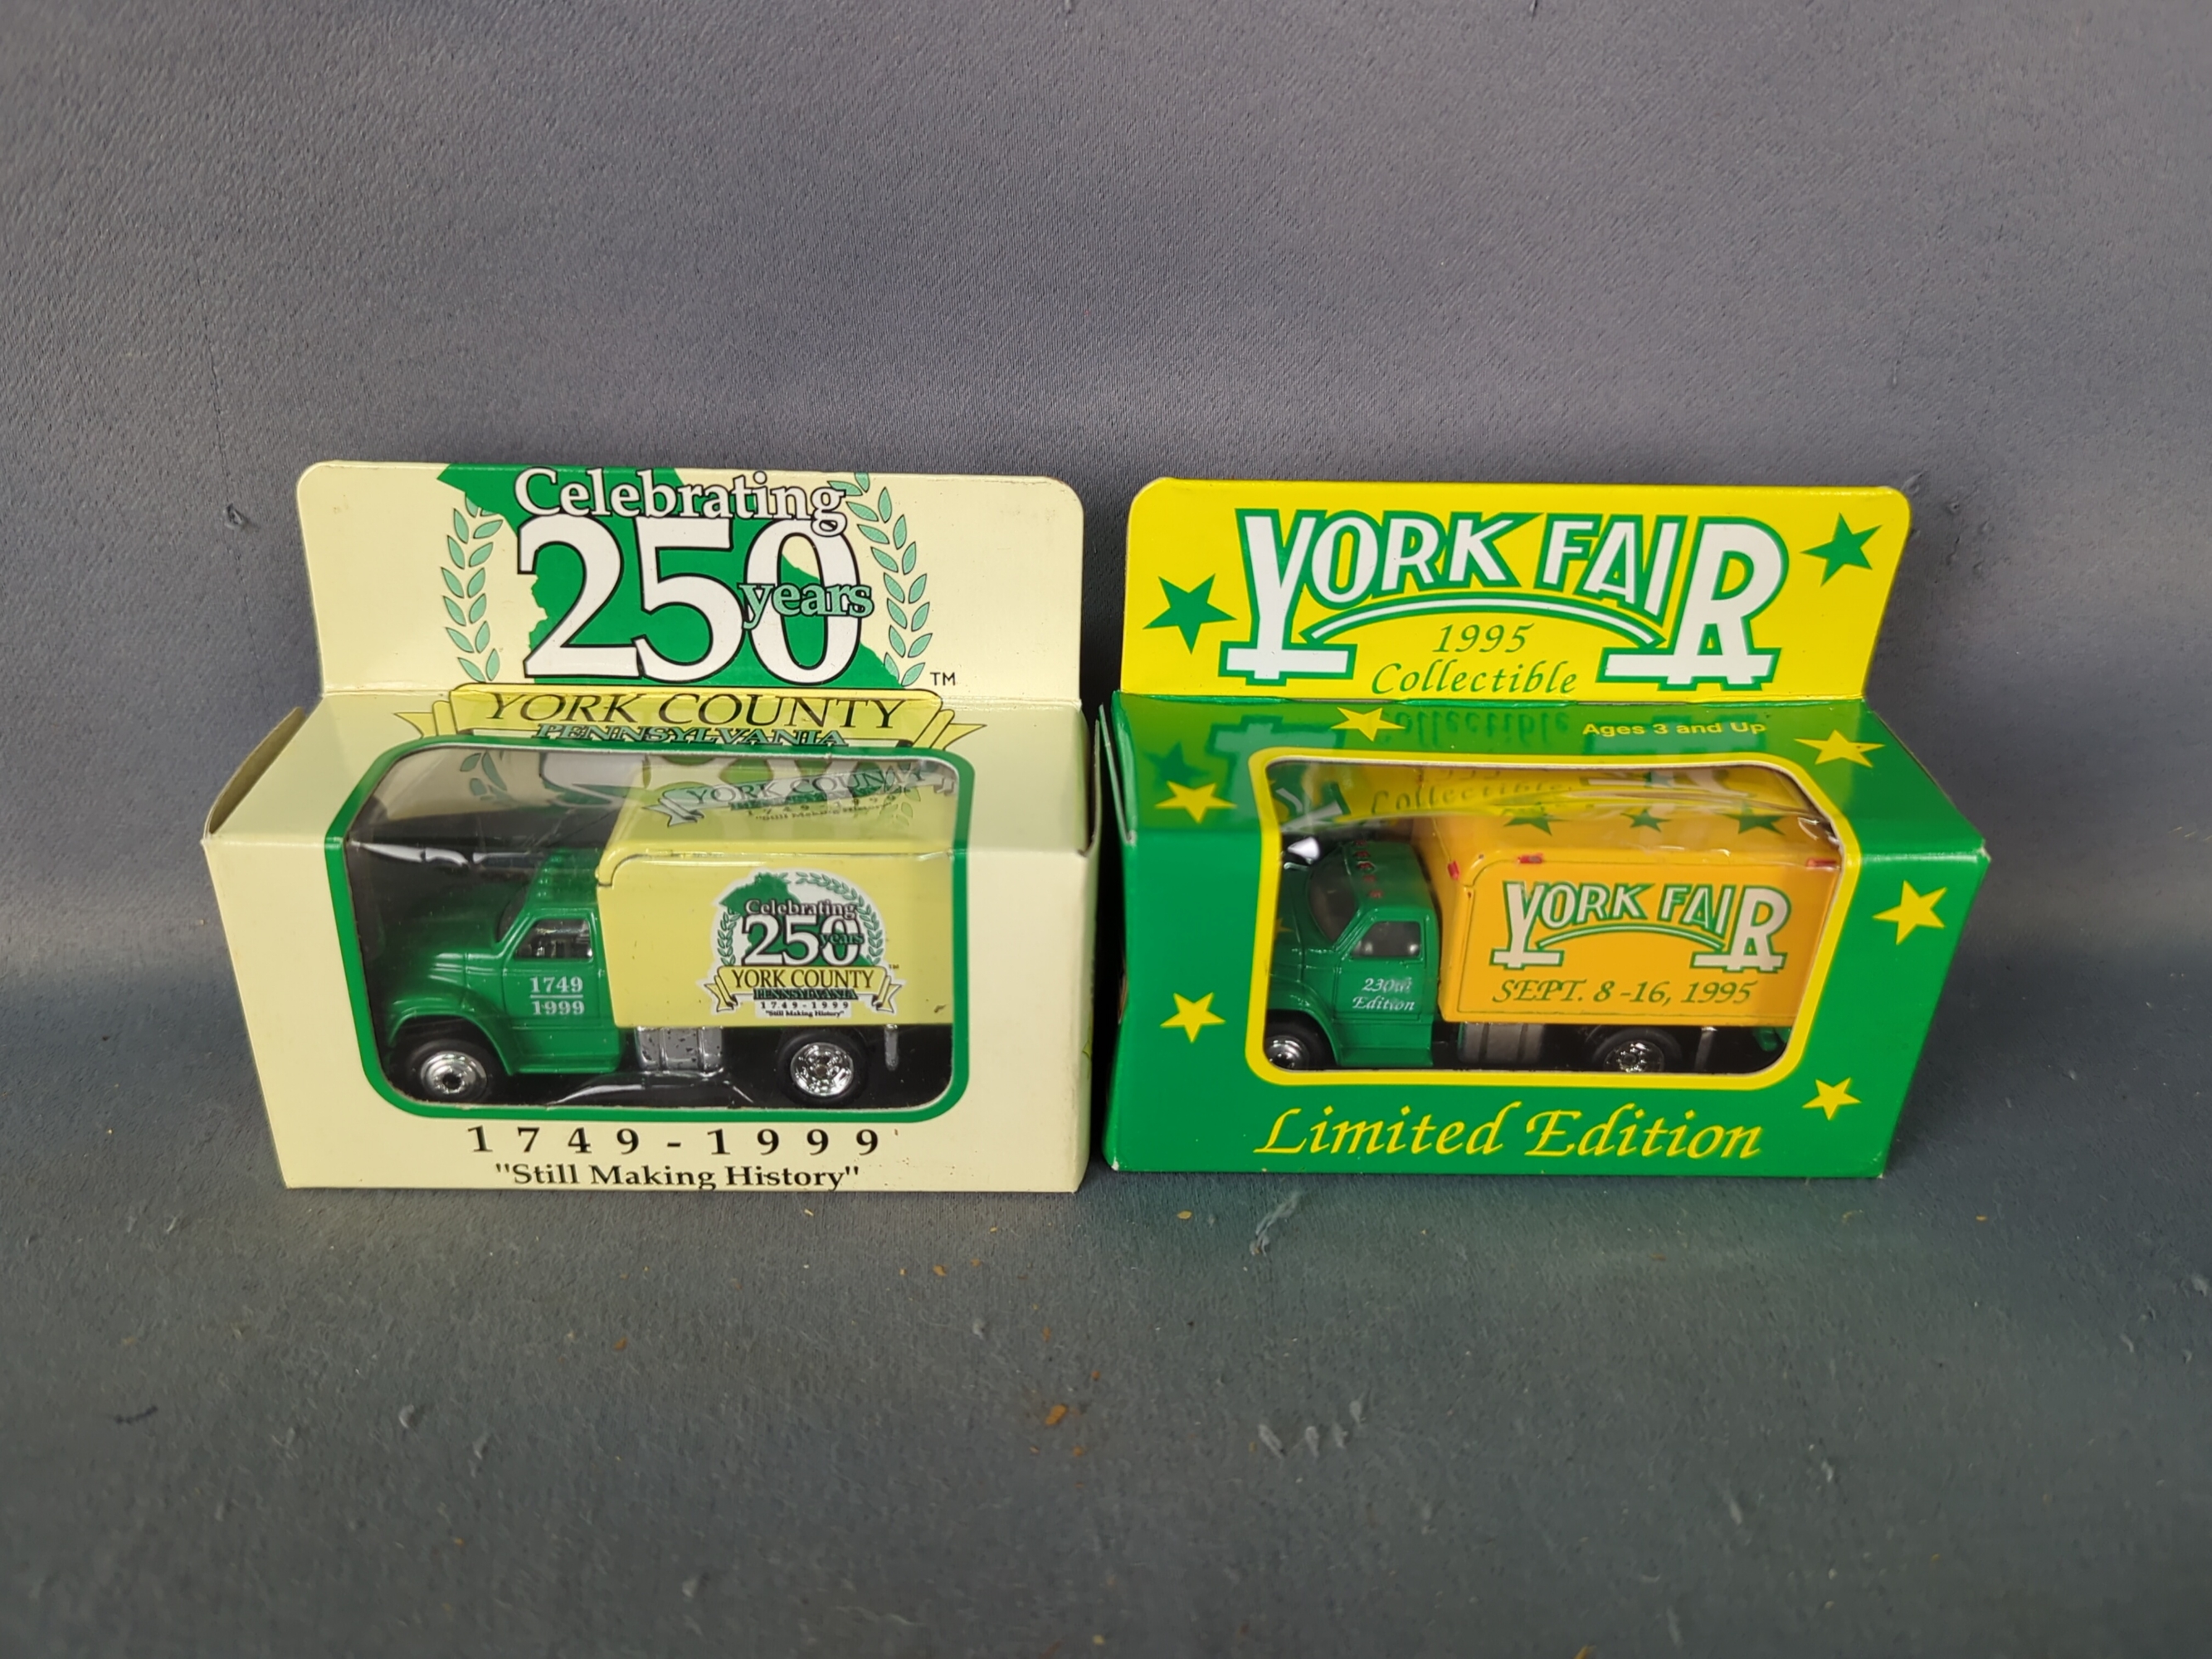 Celebrating
250
years
TM
YORK COUNTY
PENNSYLVANIA
1749
1999
Celebrating
250
years
YORK COUNTY
PENNSYLVANIA
1749-1999
"Still Making History"
1749-1999
"Still Making History"
YORK FAIR
1995
Collectible
Ages 3 and Up
YORK FAIR
SEPT. 8-16, 1995
230th
Edition
Limited Edition